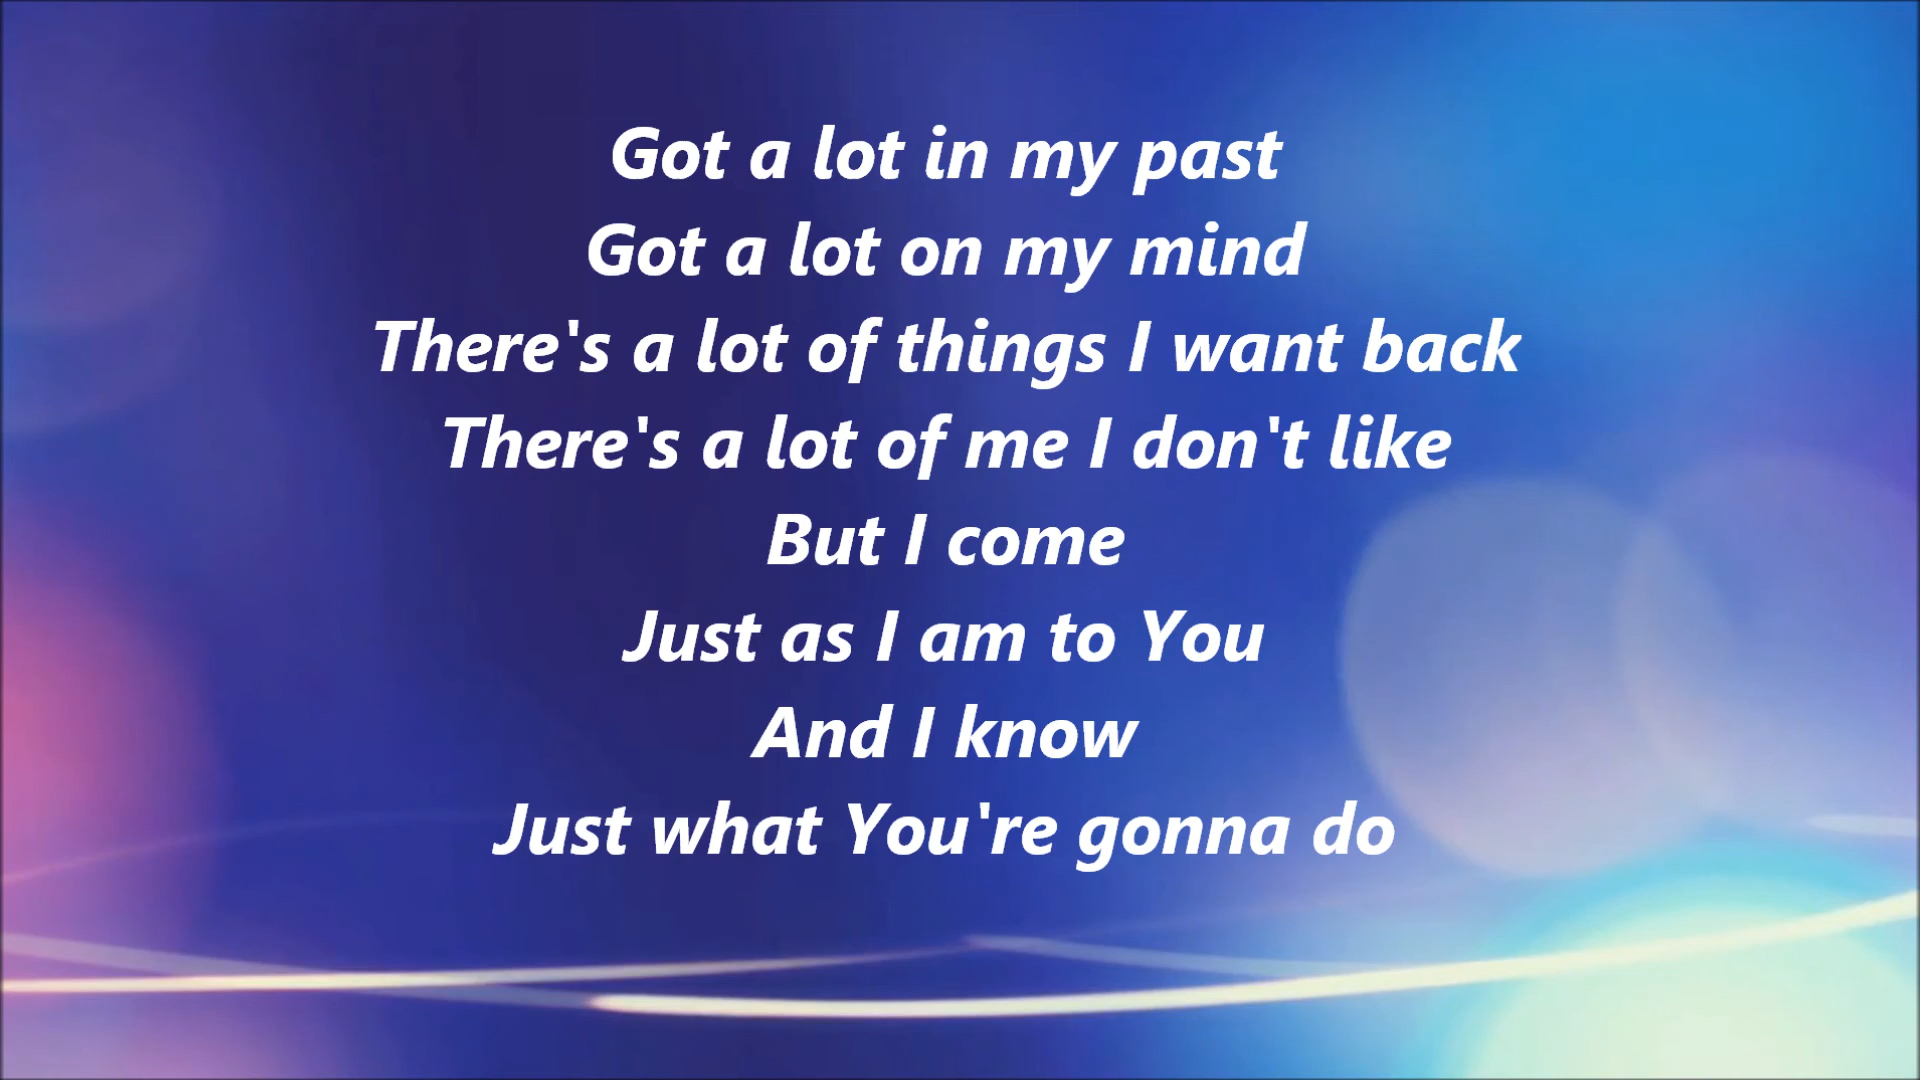 Got a lot in my past
Got a lot on my mind
There's a lot of things I want back
There's a lot of me I don't like
But I come
Just as I am to You
And I know
Just what You're gonna do